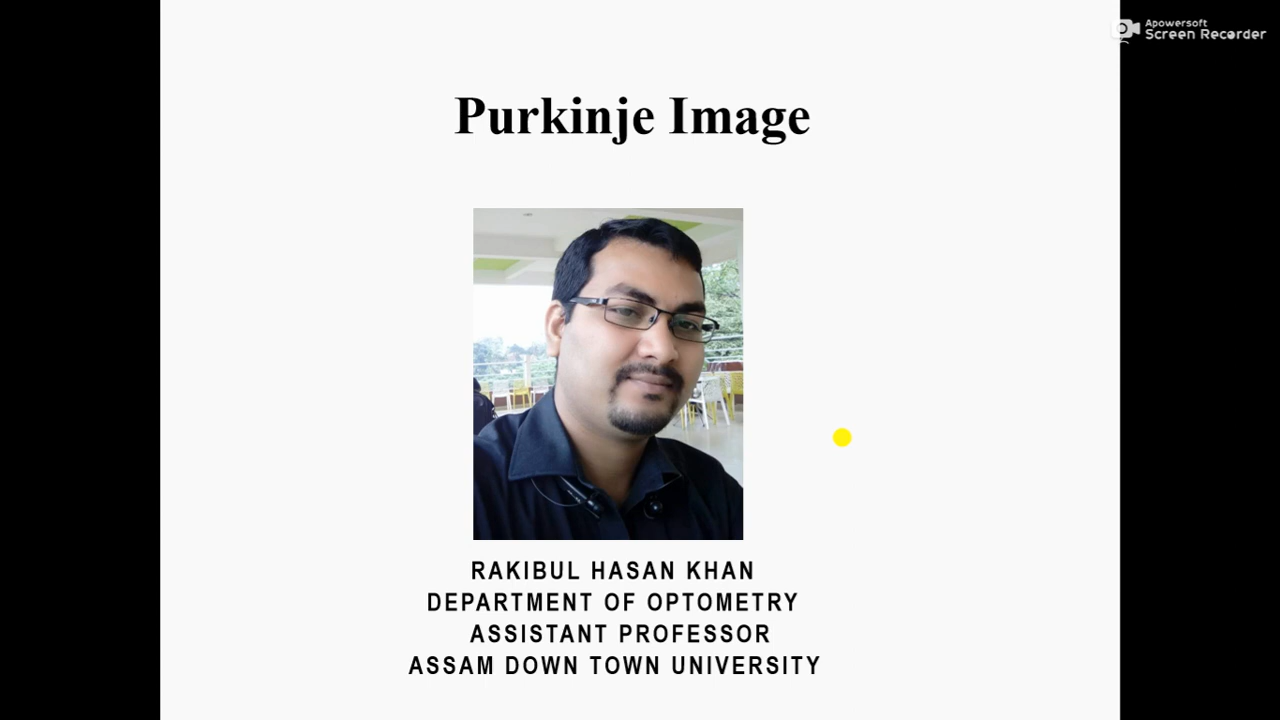 Apowersoft
Screen Recorder
Purkinje Image
RAKIBUL HASAN KHAN
DEPARTMENT OF OPTOMETRY
ASSISTANT PROFESSOR
ASSAM DOWN TOWN UNIVERSITY